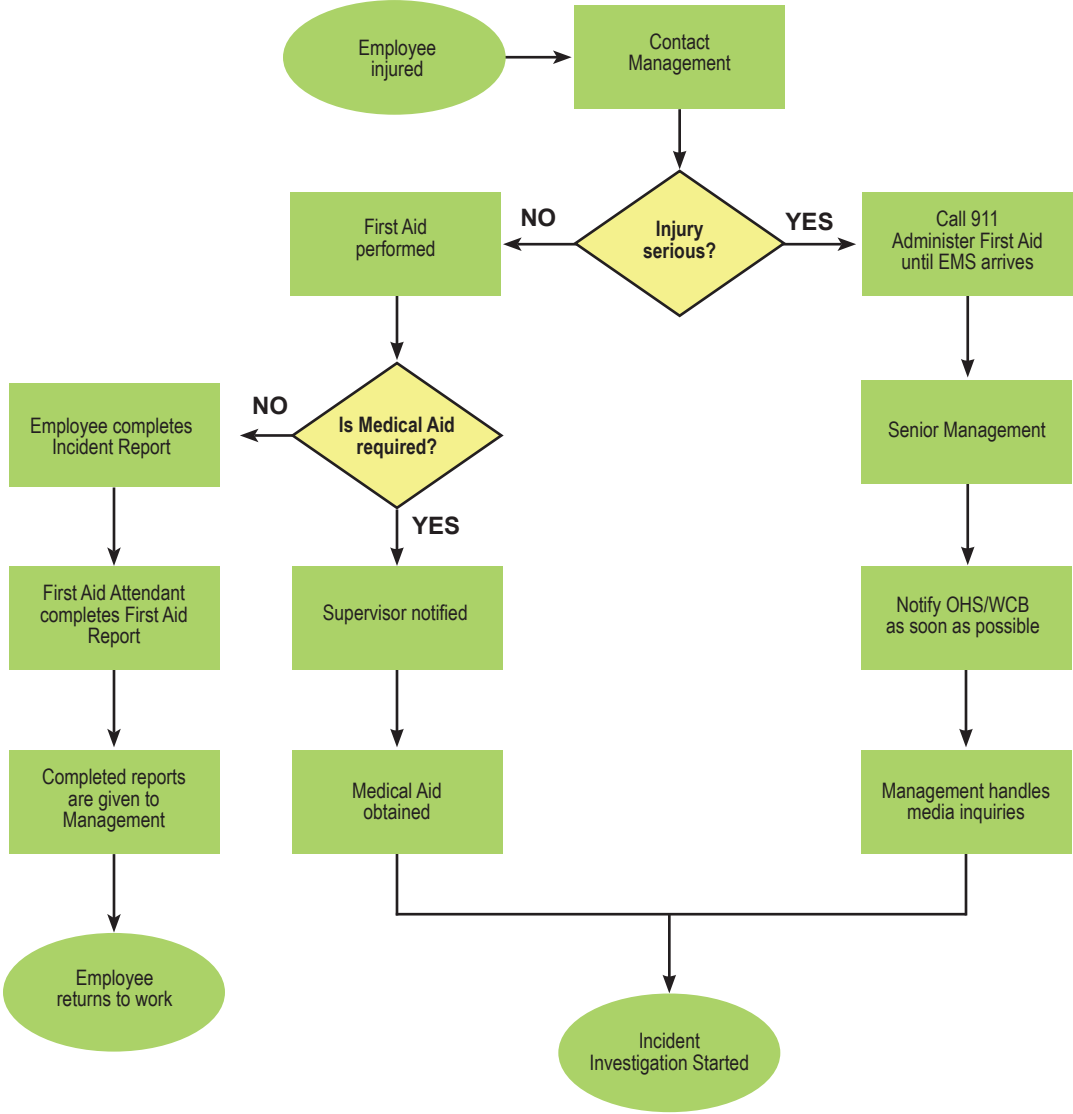 Employee
injured
Contact
Management
Injury
serious?
NO
YES
First Aid
performed
Call 911
Administer First Aid
until EMS arrives
Is Medical Aid
required?
NO
YES
Employee completes
Incident Report
Senior Management
First Aid Attendant
completes First Aid
Report
Supervisor notified
Notify OHS/WCB
as soon as possible
Completed reports
are given to
Management
Medical Aid
obtained
Management handles
media inquiries
Employee
returns to work
Incident
Investigation Started